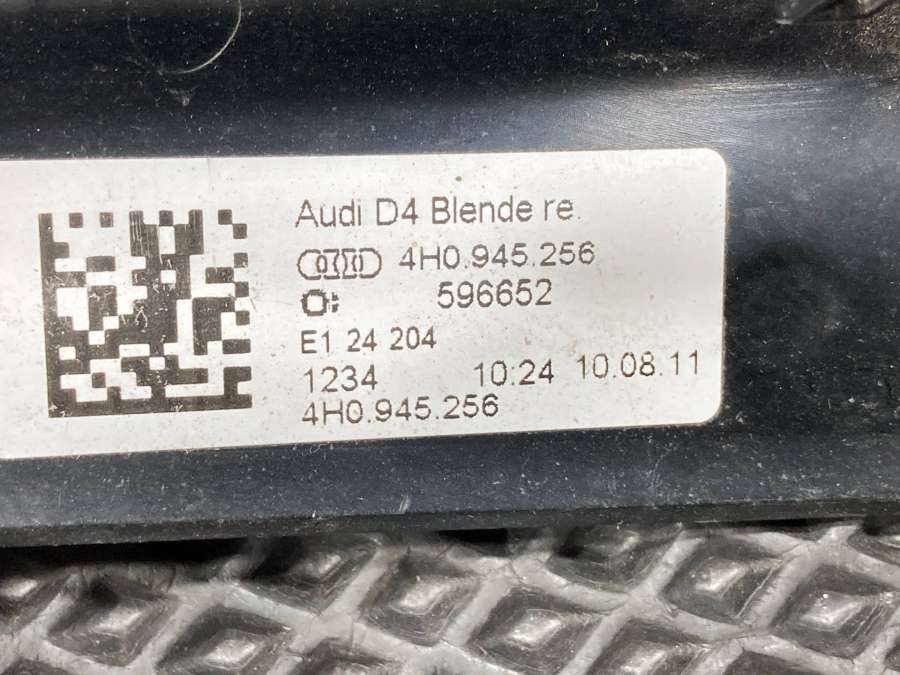 Audi D4 Blende re.
4H0.945.256
596652
E1 24 204
1234 10:24 10.08.11
4H0.945.256